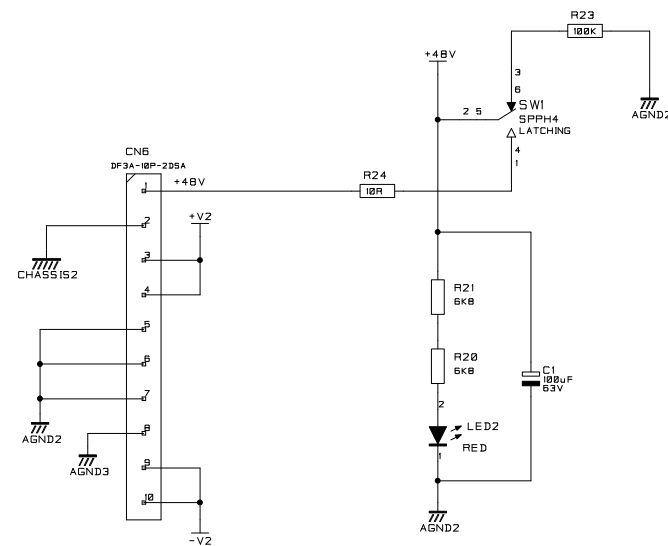 R23
100K
+48V
3
6
2 5
SW1
SPPH4
LATCHING
AGND2
4
1
CN6
DF3A-10P-2DSA
1
+48V
R24
10R
2
+V2
CHASSIS2
3
4
R21
6K8
5
6
R20
6K8
C1
100uF
63V
7
2
AGND2
LED2
8
RED
AGND3
1
9
10
AGND2
-V2